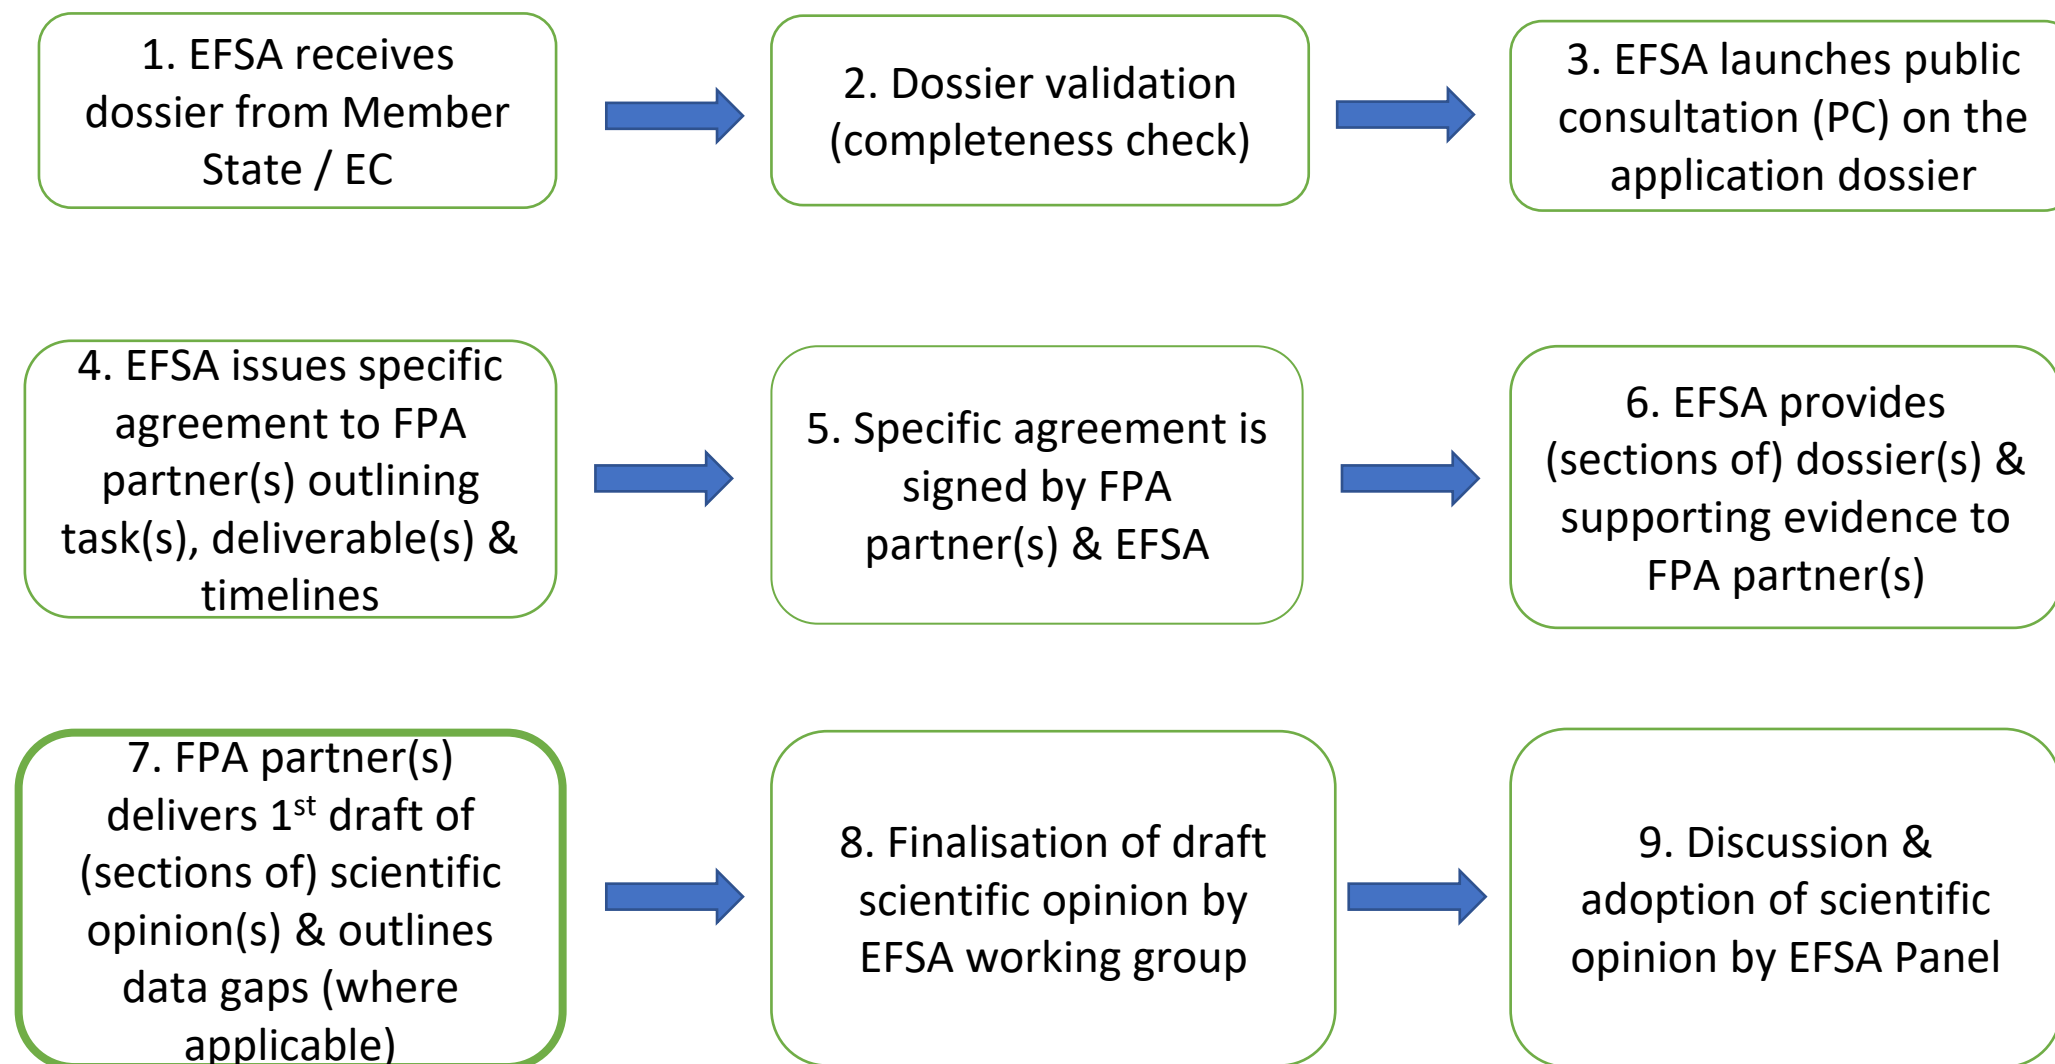 1. EFSA receives
dossier from Member
State / EC
2. Dossier validation
(completeness check)
3. EFSA launches public
consultation (PC) on the
application dossier
4. EFSA issues specific
agreement to FPA
partner(s) outlining
task(s), deliverable(s) &
timelines
5. Specific agreement is
signed by FPA
partner(s) & EFSA
6. EFSA provides
(sections of) dossier(s) &
supporting evidence to
FPA partner(s)
7. FPA partner(s)
delivers 1st draft of
(sections of) scientific
opinion(s) & outlines
data gaps (where
applicable)
8. Finalisation of draft
scientific opinion by
EFSA working group
9. Discussion &
adoption of scientific
opinion by EFSA Panel